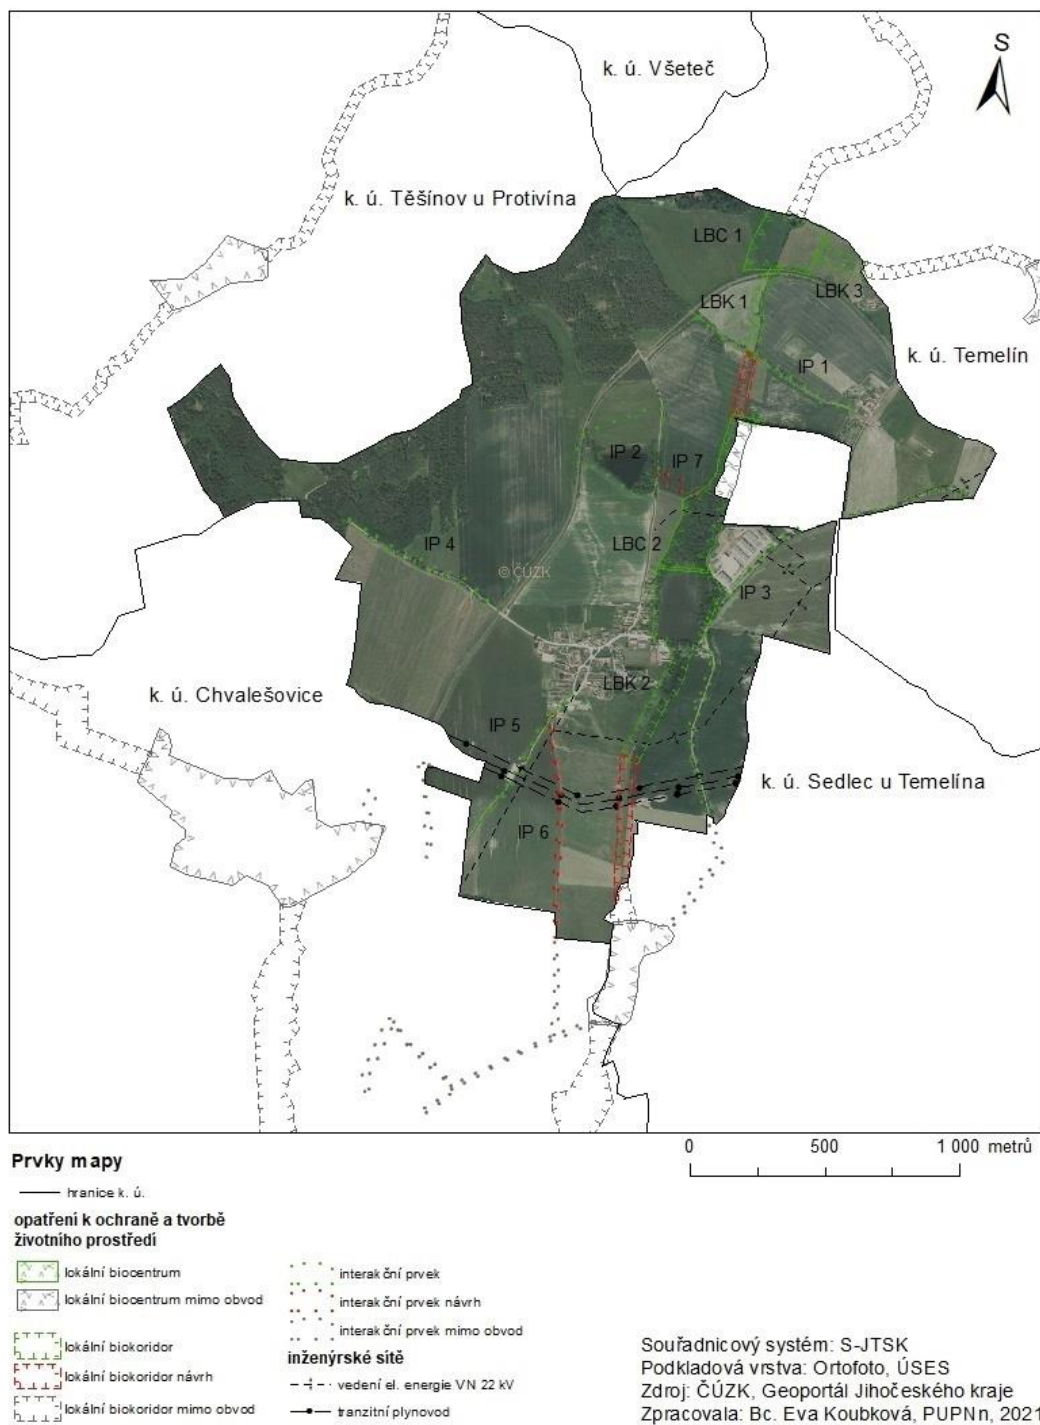 S
k. ú. Všeteč
k. ú. Těšínov u Protivína
LBC 1
LBK 1
LBK 3
k. ú. Temelín
IP 1
IP 2
IP 7
IP 4
LBC 2
© ČÚZK
IP 3
k. ú. Chvalešovice
LBK 2
IP 5
k. ú. Sedlec u Temelína
IP 6
0 500 1 000 metrů
Prvky mapy
hranice k. ú.
opatření k ochraně a tvorbě
životního prostředí
lokální biocentrum
lokální biocentrum mimo obvod
lokální biokoridor
lokální biokoridor návrh
lokální biokoridor mimo obvod
interakční prvek
interakční prvek návrh
interakční prvek mimo obvod
inženýrské sítě
vedení el. energie VN 22 kV
tranzitní plynovod
Souřadnicový systém: S-JTSK
Podkladová vrstva: Ortofoto, ÚSES
Zdroj: ČÚZK, Geoportál Jihočeského kraje
Zpracovala: Bc. Eva Koubková, PUPNn, 2021